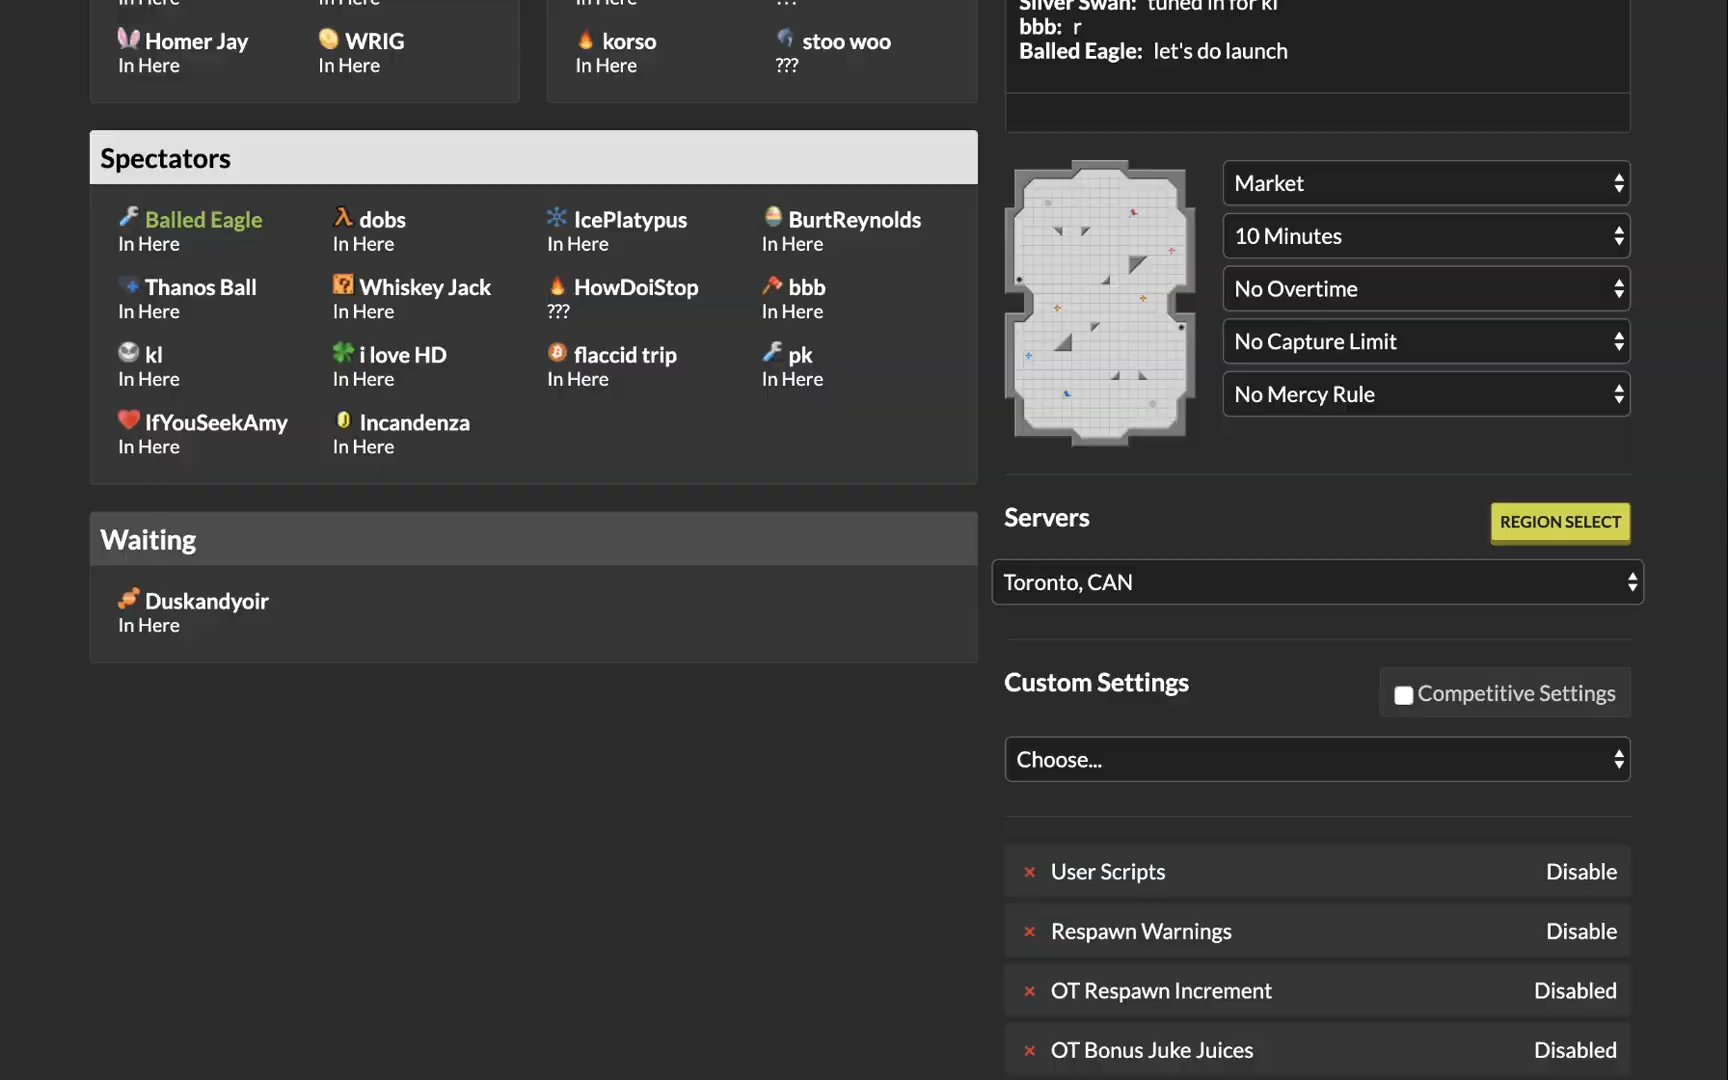 Homer Jay WRIG korso stoo woo
In Here In Here In Here ???
Spectators
Balled Eagle dobs IcePlatypus BurtReynolds
In Here In Here In Here In Here
Thanos Ball Whiskey Jack HowDoiStop bbb
In Here In Here ??? In Here
kl i love HD flaccid trip pk
In Here In Here In Here In Here
IfYouSeekAmy Incandenza
In Here In Here
Waiting
Duskandyoir
In Here
Silver Swan: tuned in for kl
bbb: r
Balled Eagle: let's do launch
Market
10 Minutes
No Overtime
No Capture Limit
No Mercy Rule
Servers REGION SELECT
Toronto, CAN
Custom Settings Competitive Settings
Choose...
× User Scripts Disable
× Respawn Warnings Disable
× OT Respawn Increment Disabled
× OT Bonus Juke Juices Disabled